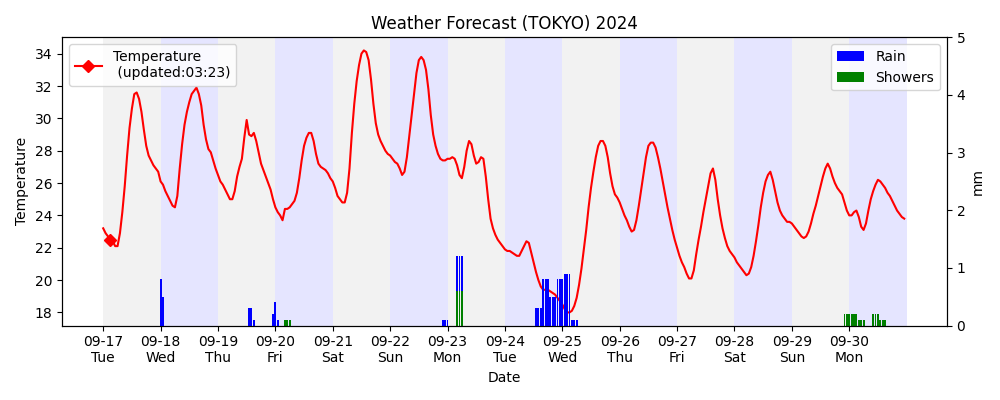 Weather Forecast (TOKYO) 2024
Temperature
(updated:03:23)
Rain
Showers
34
32
30
28
26
24
22
20
18
Temperature
5
4
3
2
1
0
mm
09-17 09-18 09-19 09-20 09-21 09-22 09-23 09-24 09-25 09-26 09-27 09-28 09-29 09-30
Tue Wed Thu Fri Sat Sun Mon Tue Wed Thu Fri Sat Sun Mon
Date